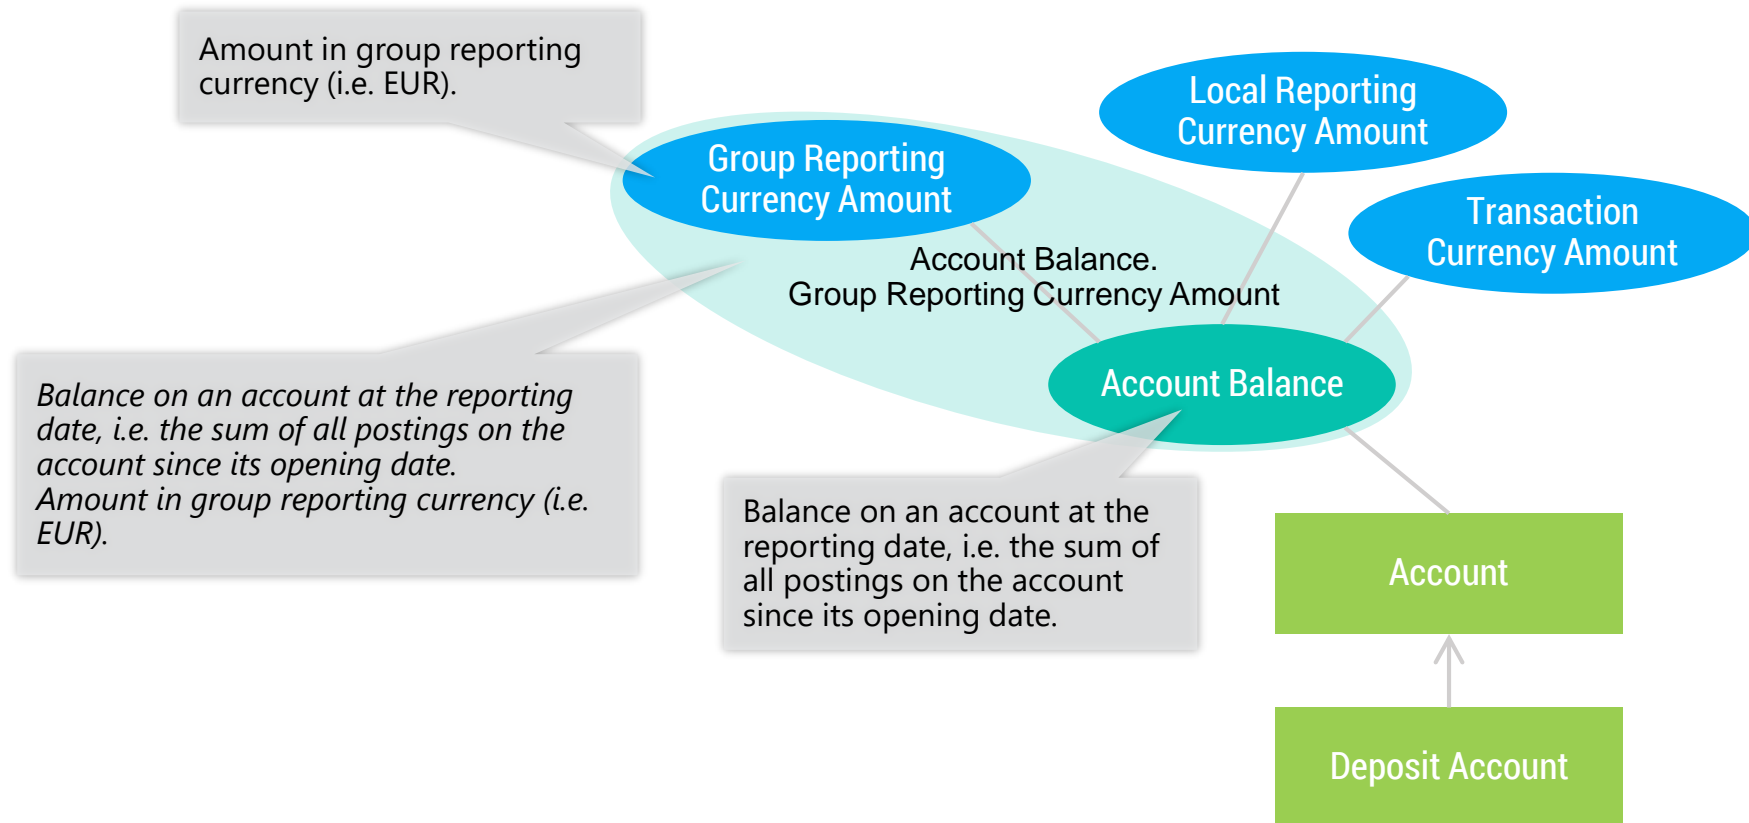 Amount in group reporting
currency (i.e. EUR).
Local Reporting
Currency Amount
Group Reporting
Currency Amount
Transaction
Currency Amount
Account Balance.
Group Reporting Currency Amount
Account Balance
Balance on an account at the reporting
date, i.e. the sum of all postings on the
account since its opening date.
Amount in group reporting currency (i.e.
EUR).
Balance on an account at the
reporting date, i.e. the sum of
all postings on the account
since its opening date.
Account
Deposit Account